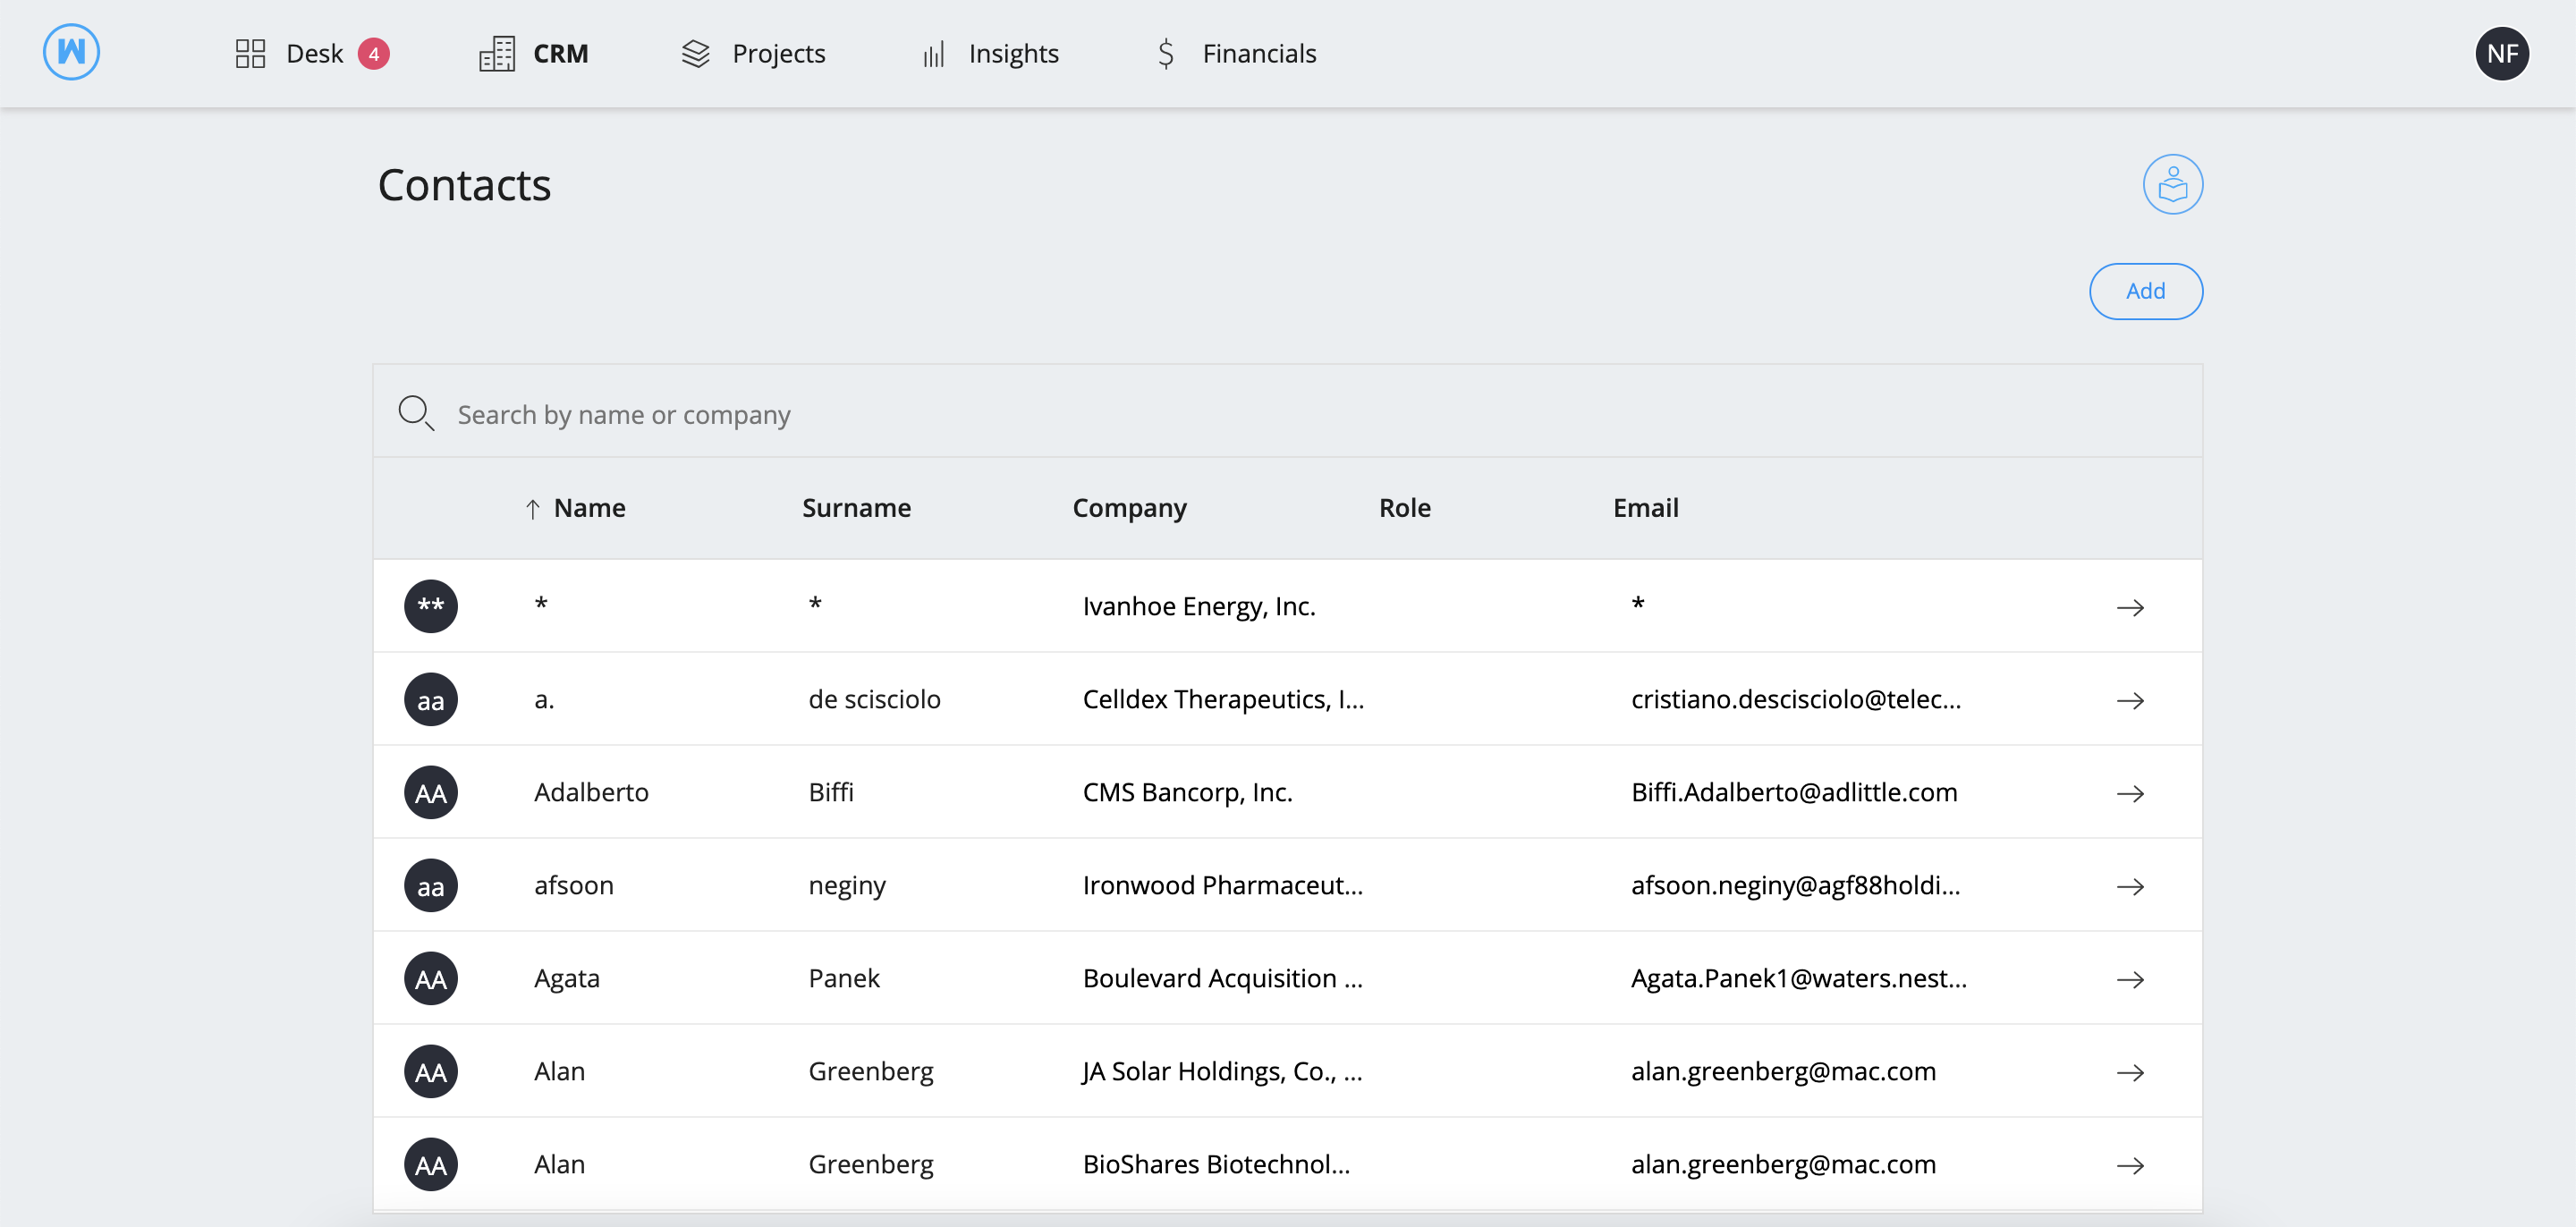 W Desk 4 CRM Projects Insights $ Financials NF
Contacts
Add
Search by name or company
↑ Name Surname Company Role Email
** * * Ivanhoe Energy, Inc. * →
aa a. de scisciolo Celldex Therapeutics, I... cristiano.descisciolo@telec... →
AA Adalberto Biffi CMS Bancorp, Inc. Biffi.Adalberto@adlittle.com →
aa afsoon neginy Ironwood Pharmaceut... afsoon.neginy@agf88holdi... →
AA Agata Panek Boulevard Acquisition ... Agata.Panek1@waters.nest... →
AA Alan Greenberg JA Solar Holdings, Co., ... alan.greenberg@mac.com →
AA Alan Greenberg BioShares Biotechnol... alan.greenberg@mac.com →